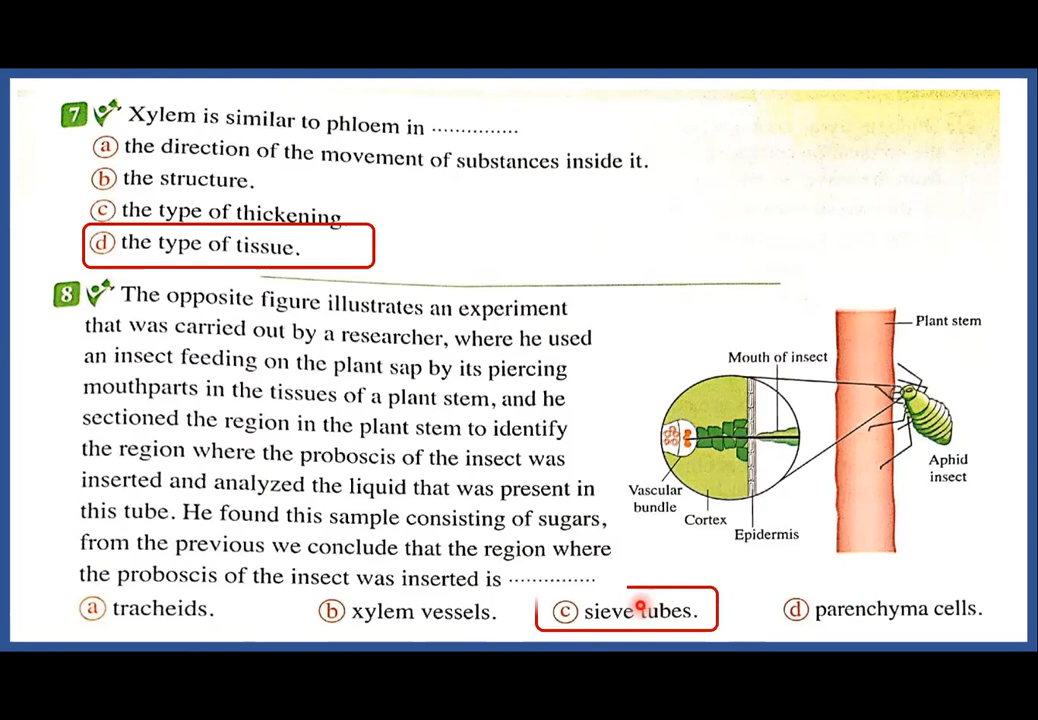 7 Xylem is similar to phloem in ...............
a the direction of the movement of substances inside it.
b the structure.
c the type of thickening
d the type of tissue.
8 The opposite figure illustrates an experiment
that was carried out by a researcher, where he used
an insect feeding on the plant sap by its piercing
mouthparts in the tissues of a plant stem, and he
sectioned the region in the plant stem to identify
the region where the proboscis of the insect was
inserted and analyzed the liquid that was present in
this tube. He found this sample consisting of sugars,
from the previous we conclude that the region where
the proboscis of the insect was inserted is ...............
a tracheids.
b xylem vessels.
c sieve tubes.
d parenchyma cells.
Plant stem
Mouth of insect
Aphid
insect
Vascular
bundle
Cortex
Epidermis